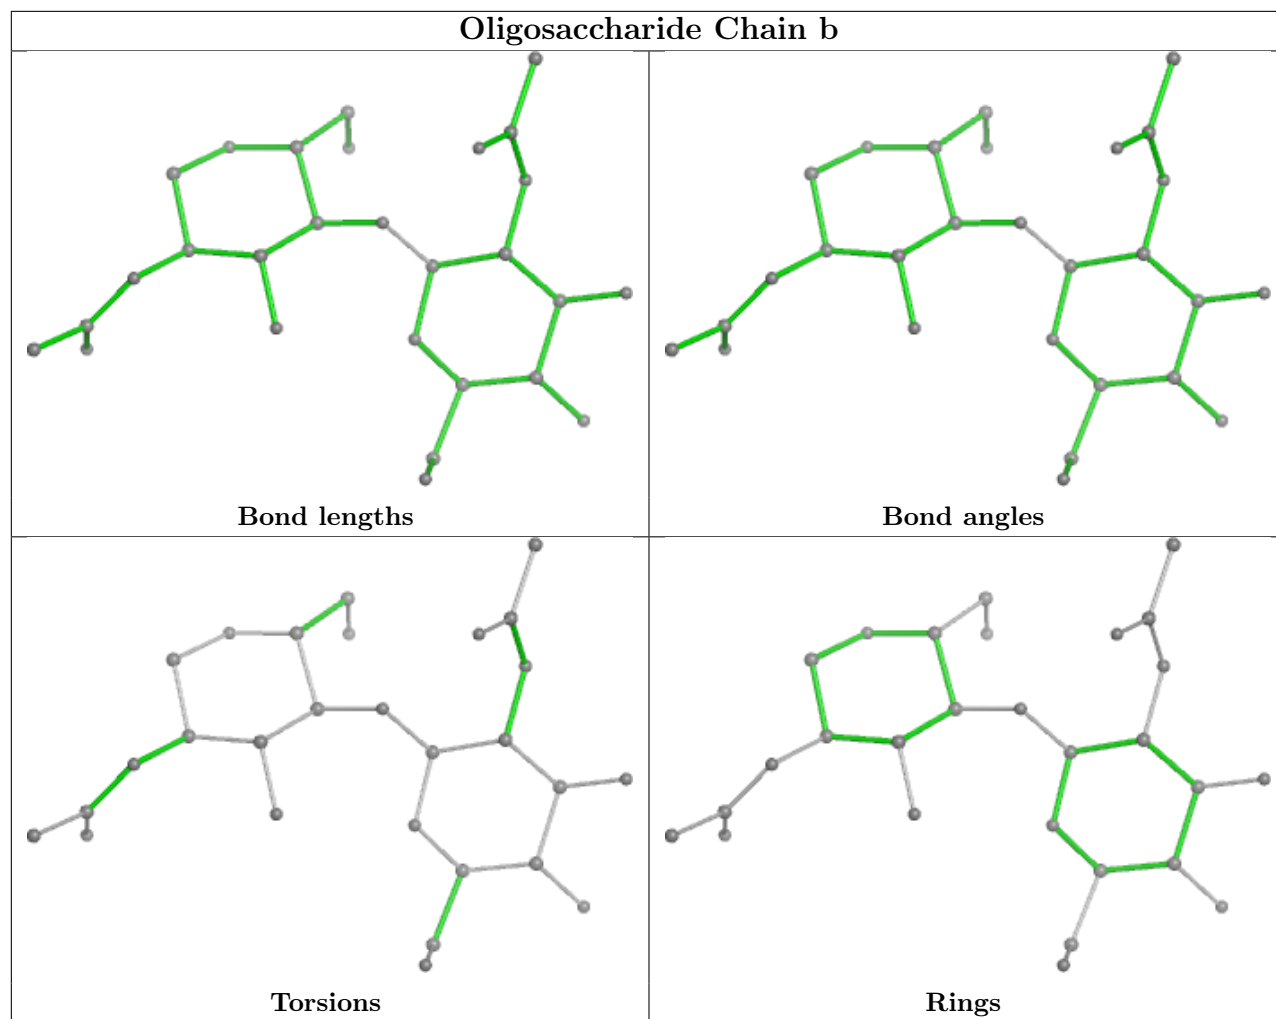 Oligosaccharide Chain b
Bond lengths
Bond angles
Torsions
Rings